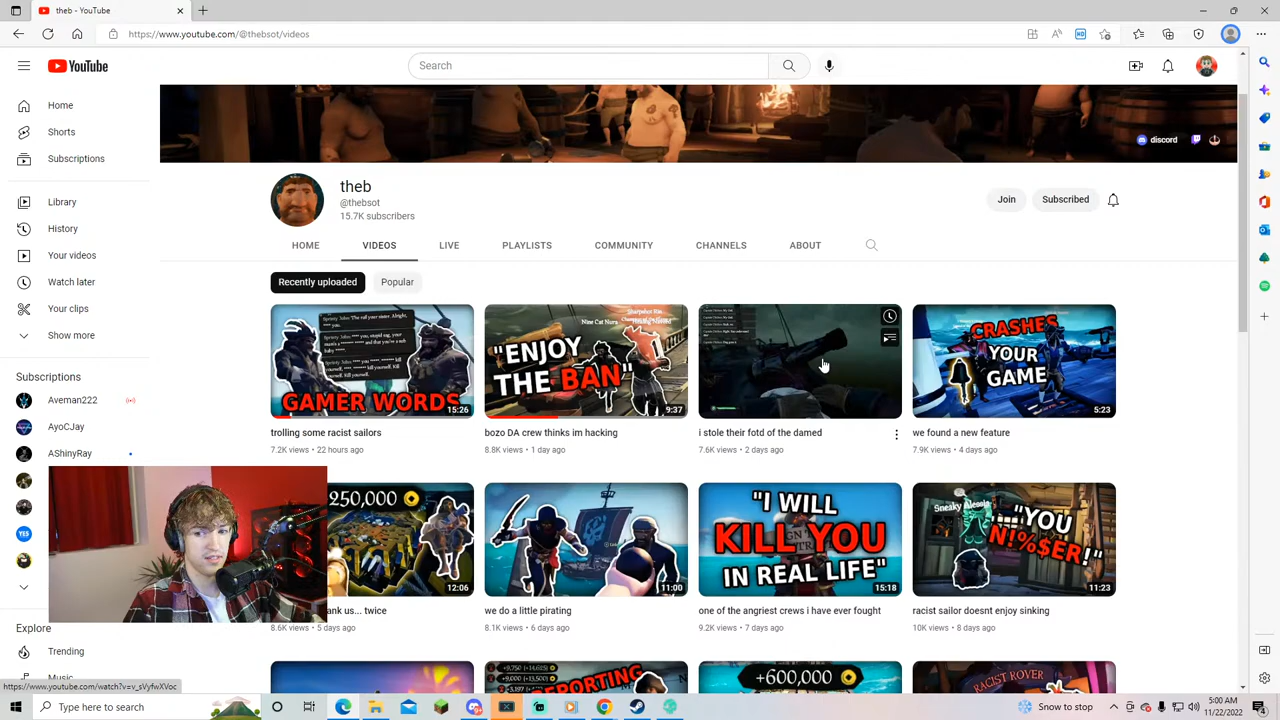 theb - YouTube
https://www.youtube.com/@thebsot/videos
YouTube
Search
Home
Shorts
Subscriptions
Library
History
Your videos
Watch later
Your clips
Show more
Subscriptions
Aveman222
AyoCJay
AShinyRay
YES
Explore
Trending
Music
discord
theb
@thebsot
15.7K subscribers
Join
Subscribed
HOME
VIDEOS
LIVE
PLAYLISTS
COMMUNITY
CHANNELS
ABOUT
Recently uploaded
Popular
GAMER WORDS
15:26
trolling some racist sailors
7.2K views • 22 hours ago
"ENJOY
THE BAN"
9:37
bozo DA crew thinks im hacking
8.8K views • 1 day ago
i stole their fotd of the damed
7.6K views • 2 days ago
CRASHES
YOUR
GAME
5:23
we found a new feature
7.9K views • 4 days ago
250,000
12:06
ank us... twice
8.6K views • 5 days ago
11:00
we do a little pirating
8.1K views • 6 days ago
"I WILL
KILL YOU
IN REAL LIFE"
15:18
one of the angriest crews i have ever fought
9.2K views • 7 days ago
Sneaky Alessia
"YOU
N!%$ER!"
11:23
racist sailor doesnt enjoy sinking
10K views • 8 days ago
REPORTING
+600,000
RACIST ROVER
https://www.youtube.com/watch?v=v_sVyfwXVoc
Type here to search
Snow to stop
5:00 AM
11/22/2022